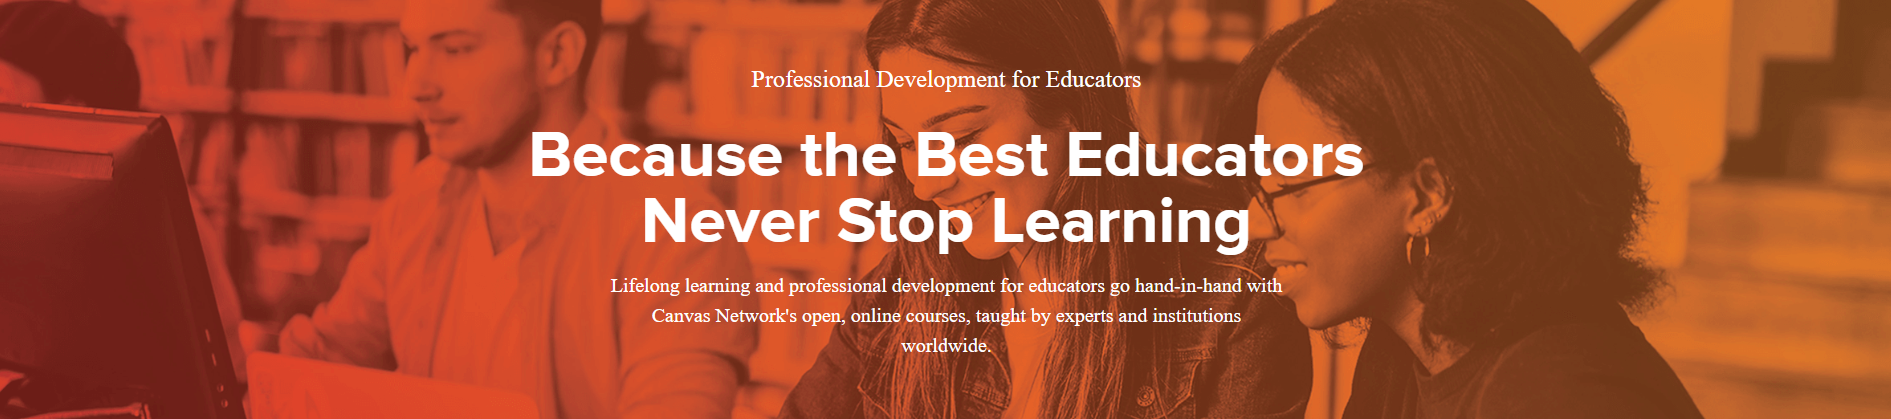 Professional Development for Educators
Because the Best Educators
Never Stop Learning
Lifelong learning and professional development for educators go hand-in-hand with
Canvas Network's open, online courses, taught by experts and institutions
worldwide.